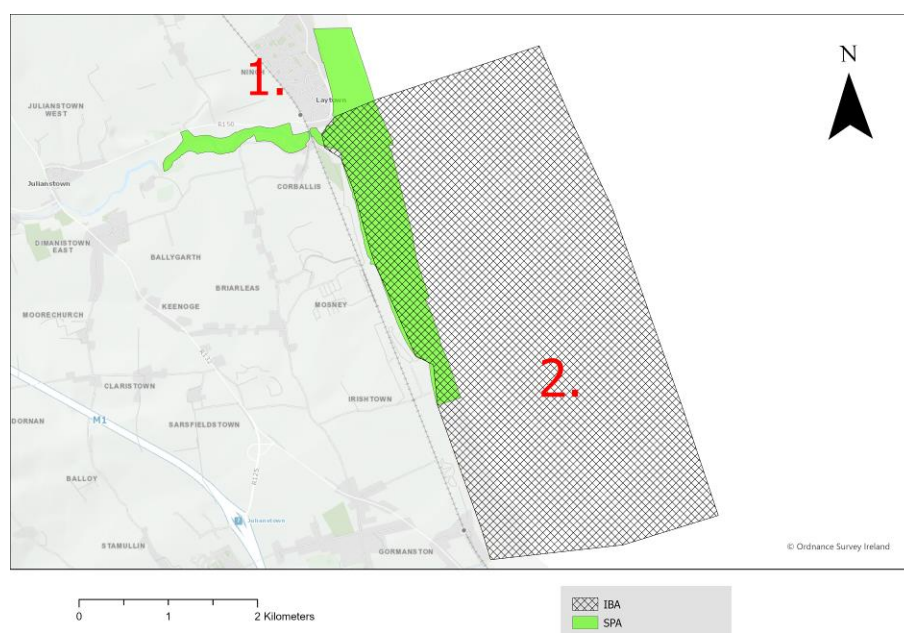 N
NINCH
1.
Laytown
JULIANSTOWN
WEST
R150
Julianstown
CORBALLIS
DIMANISTOWN
EAST
BALLYGARTH
BRIARLEAS
KEENOGE
MOSNEY
MOORECHURCH
R132
2.
CLARISTOWN
IRISHTOWN
DORNAN
M1
SARSFIELDSTOWN
R125
BALLOY
STAMULLIN
GORMANSTON
© Ordnance Survey Ireland
0 1 2 Kilometers
IBA
SPA